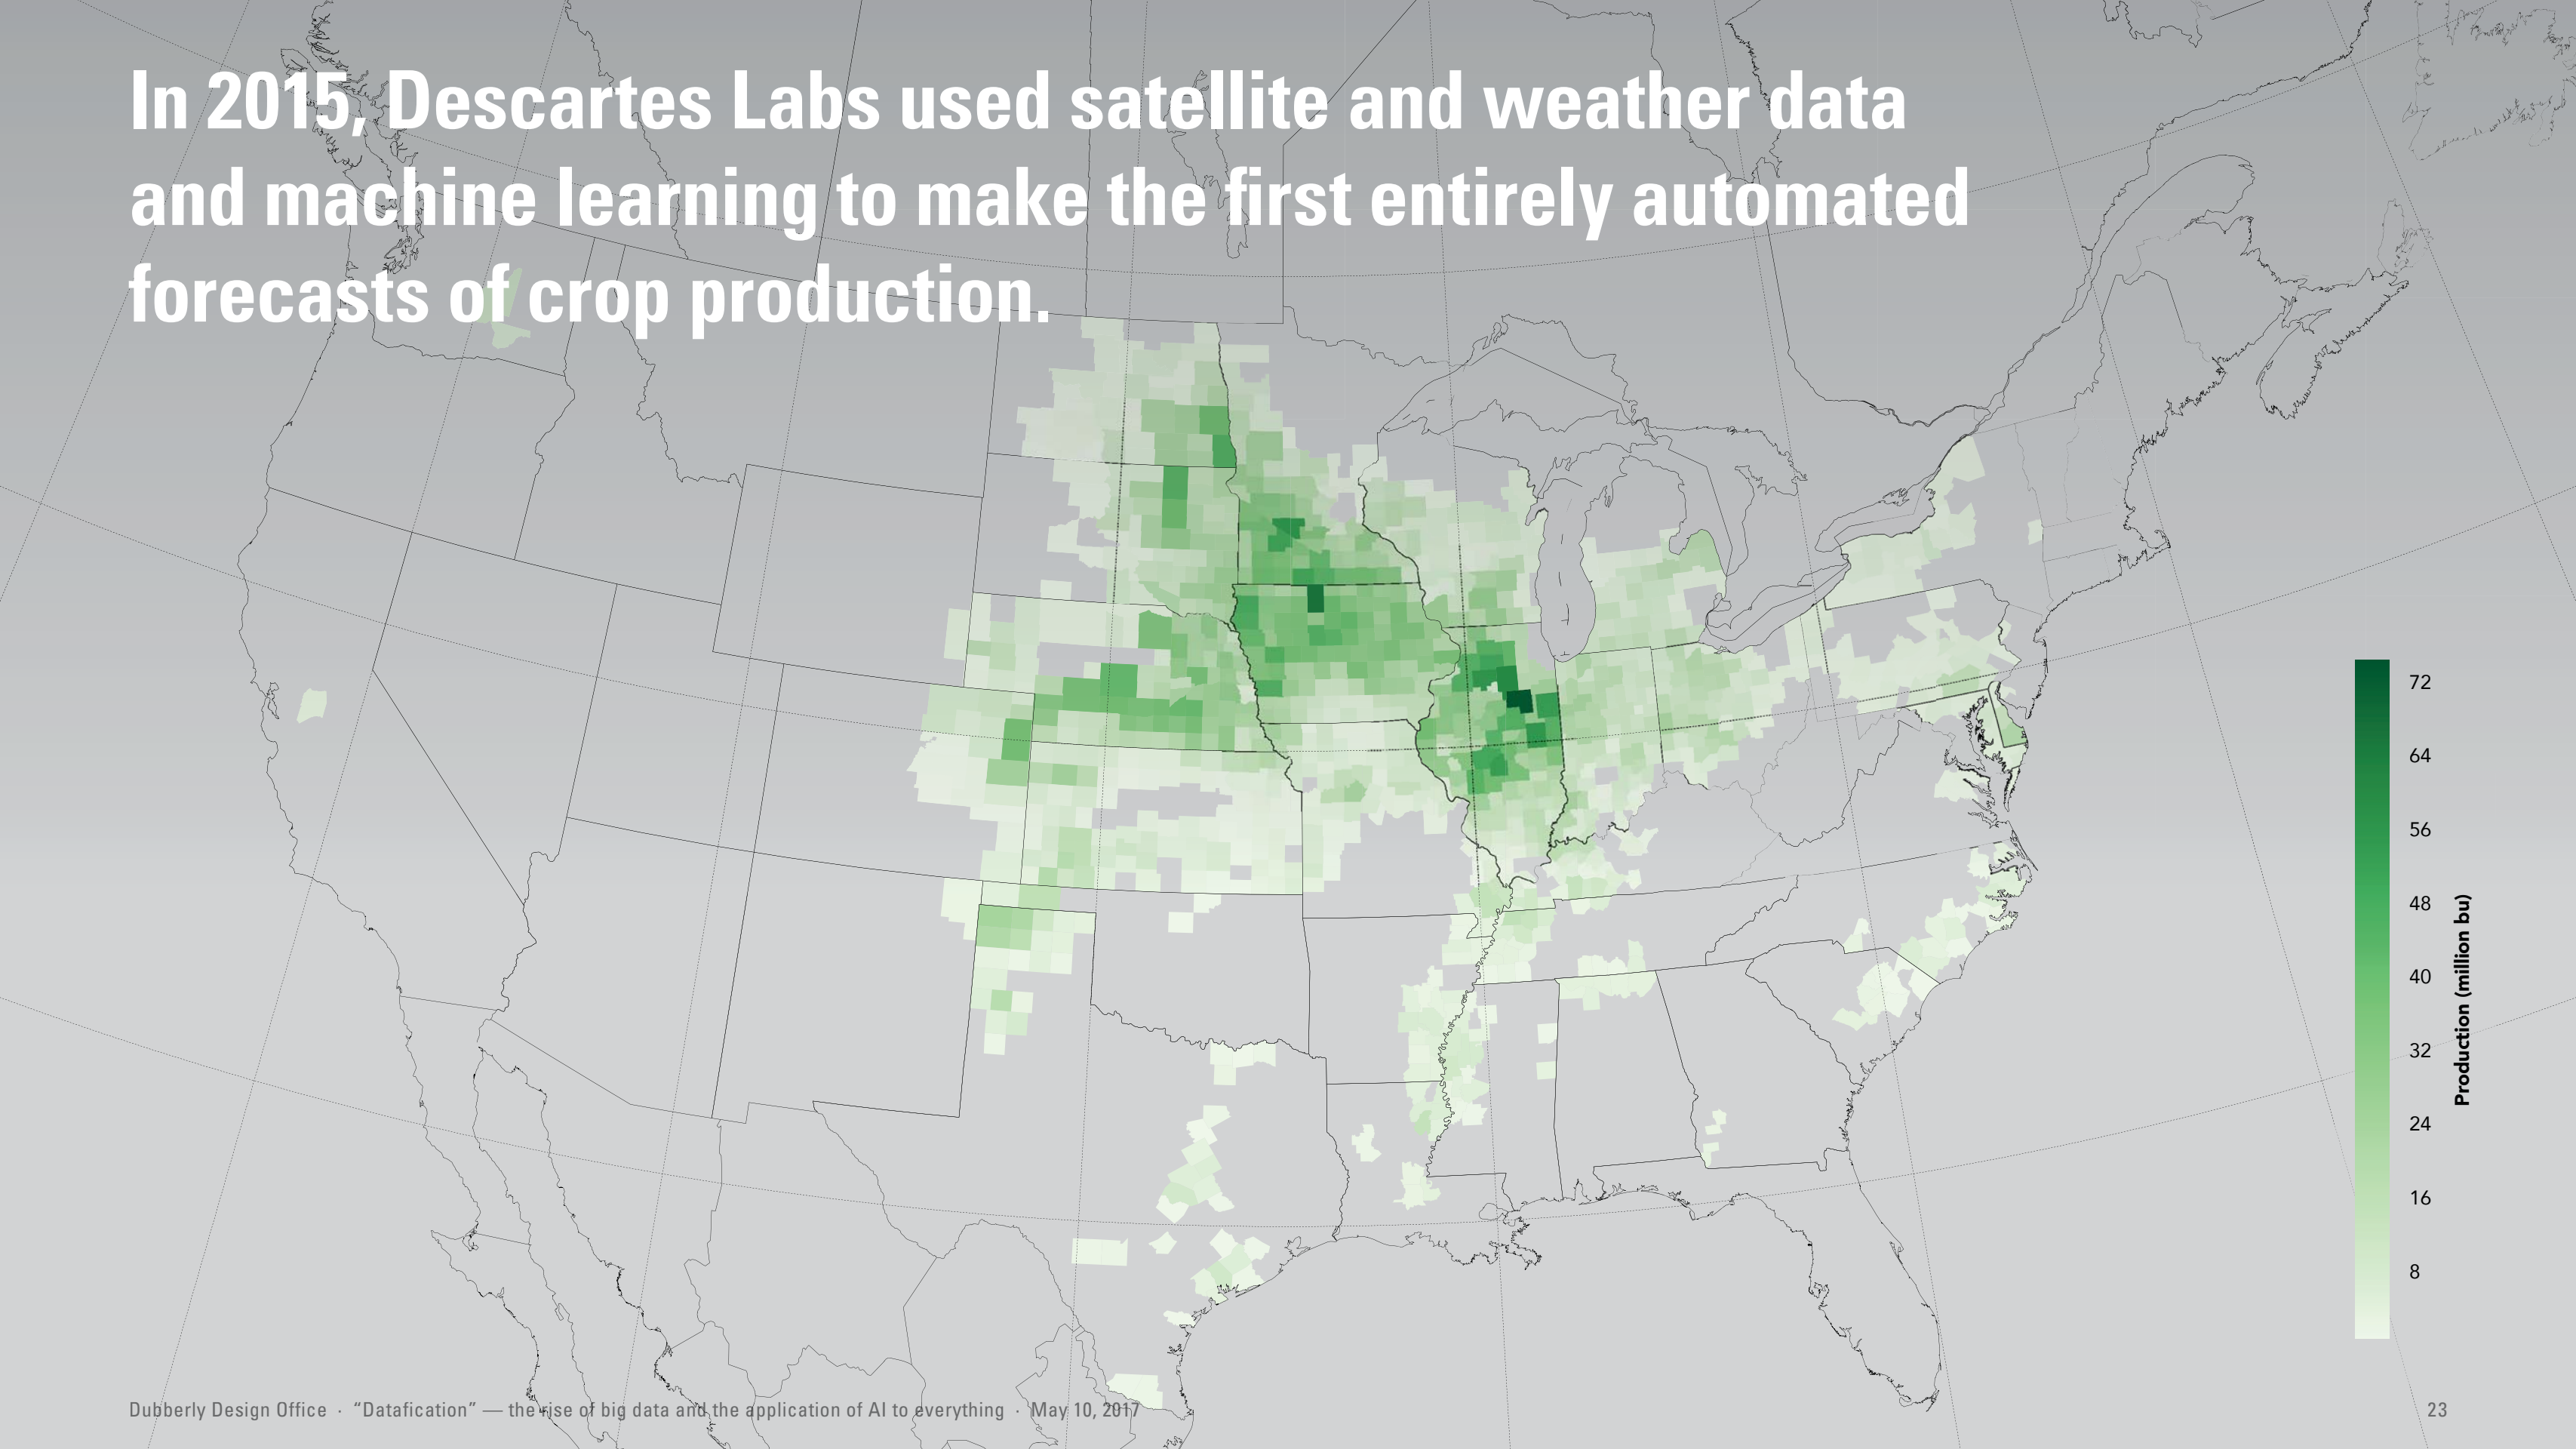 In 2015, Descartes Labs used satellite and weather data
and machine learning to make the first entirely automated
forecasts of crop production.
72
64
56
48
40
32
24
16
8
Production (million bu)
Dubberly Design Office · “Datafication” — the rise of big data and the application of AI to everything · May 10, 2017
23